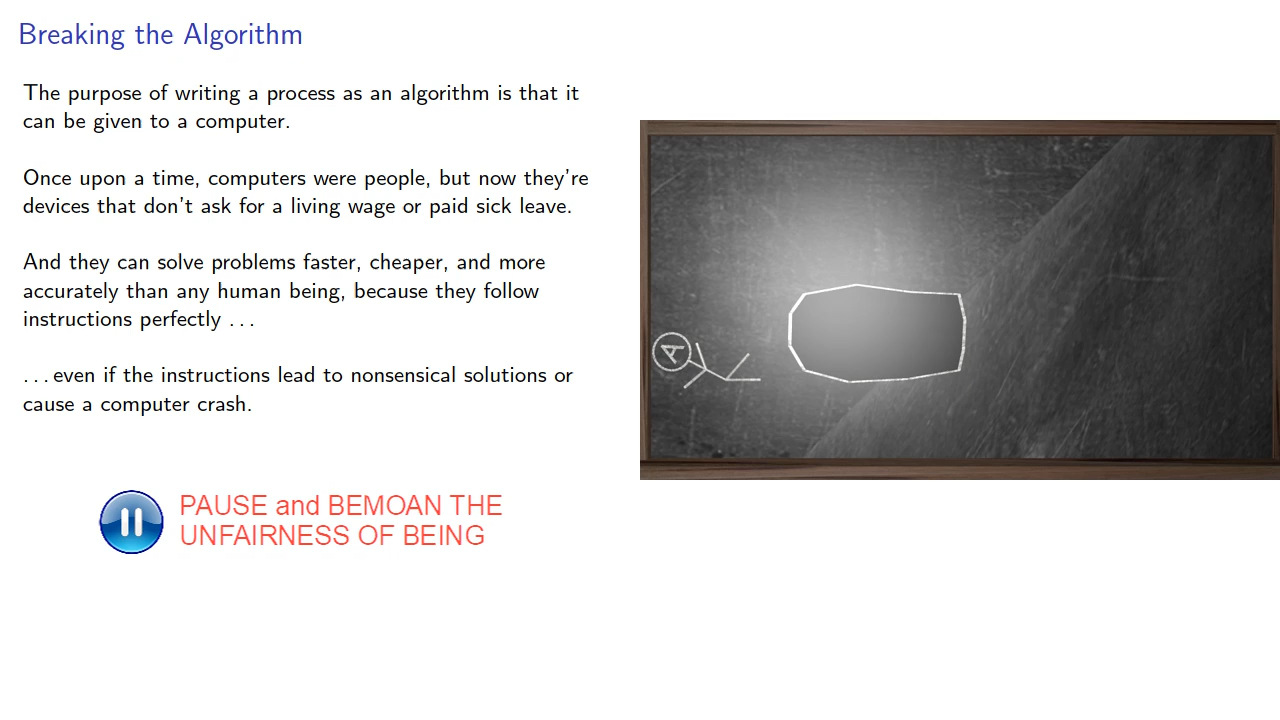 Breaking the Algorithm
The purpose of writing a process as an algorithm is that it
can be given to a computer.
Once upon a time, computers were people, but now they're
devices that don't ask for a living wage or paid sick leave.
And they can solve problems faster, cheaper, and more
accurately than any human being, because they follow
instructions perfectly ...
...even if the instructions lead to nonsensical solutions or
cause a computer crash.
PAUSE and BEMOAN THE
UNFAIRNESS OF BEING
A